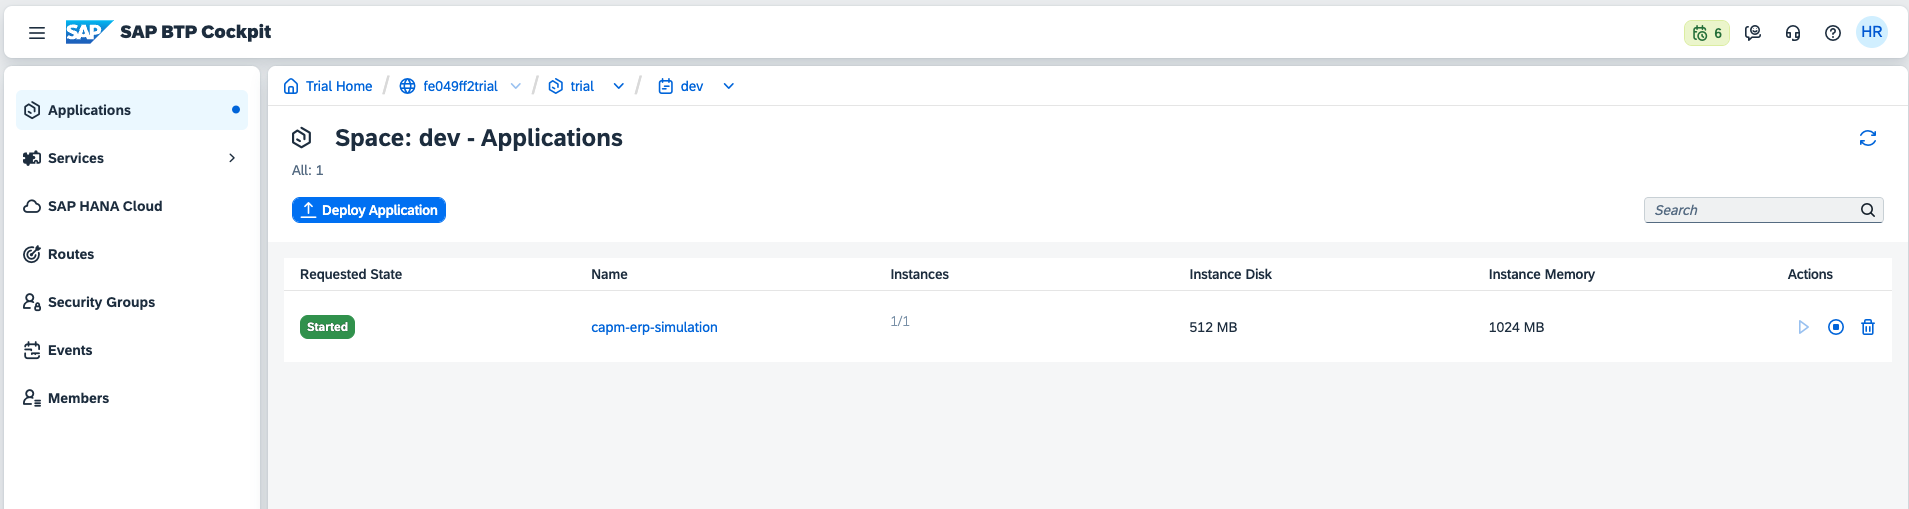 SAP SAP BTP Cockpit
6
HR
Trial Home / fe049ff2trial / trial / dev
Applications
Services
SAP HANA Cloud
Routes
Security Groups
Events
Members
Space: dev - Applications
All: 1
Deploy Application
Search
Requested State Name Instances Instance Disk Instance Memory Actions
Started capm-erp-simulation 1/1 512 MB 1024 MB